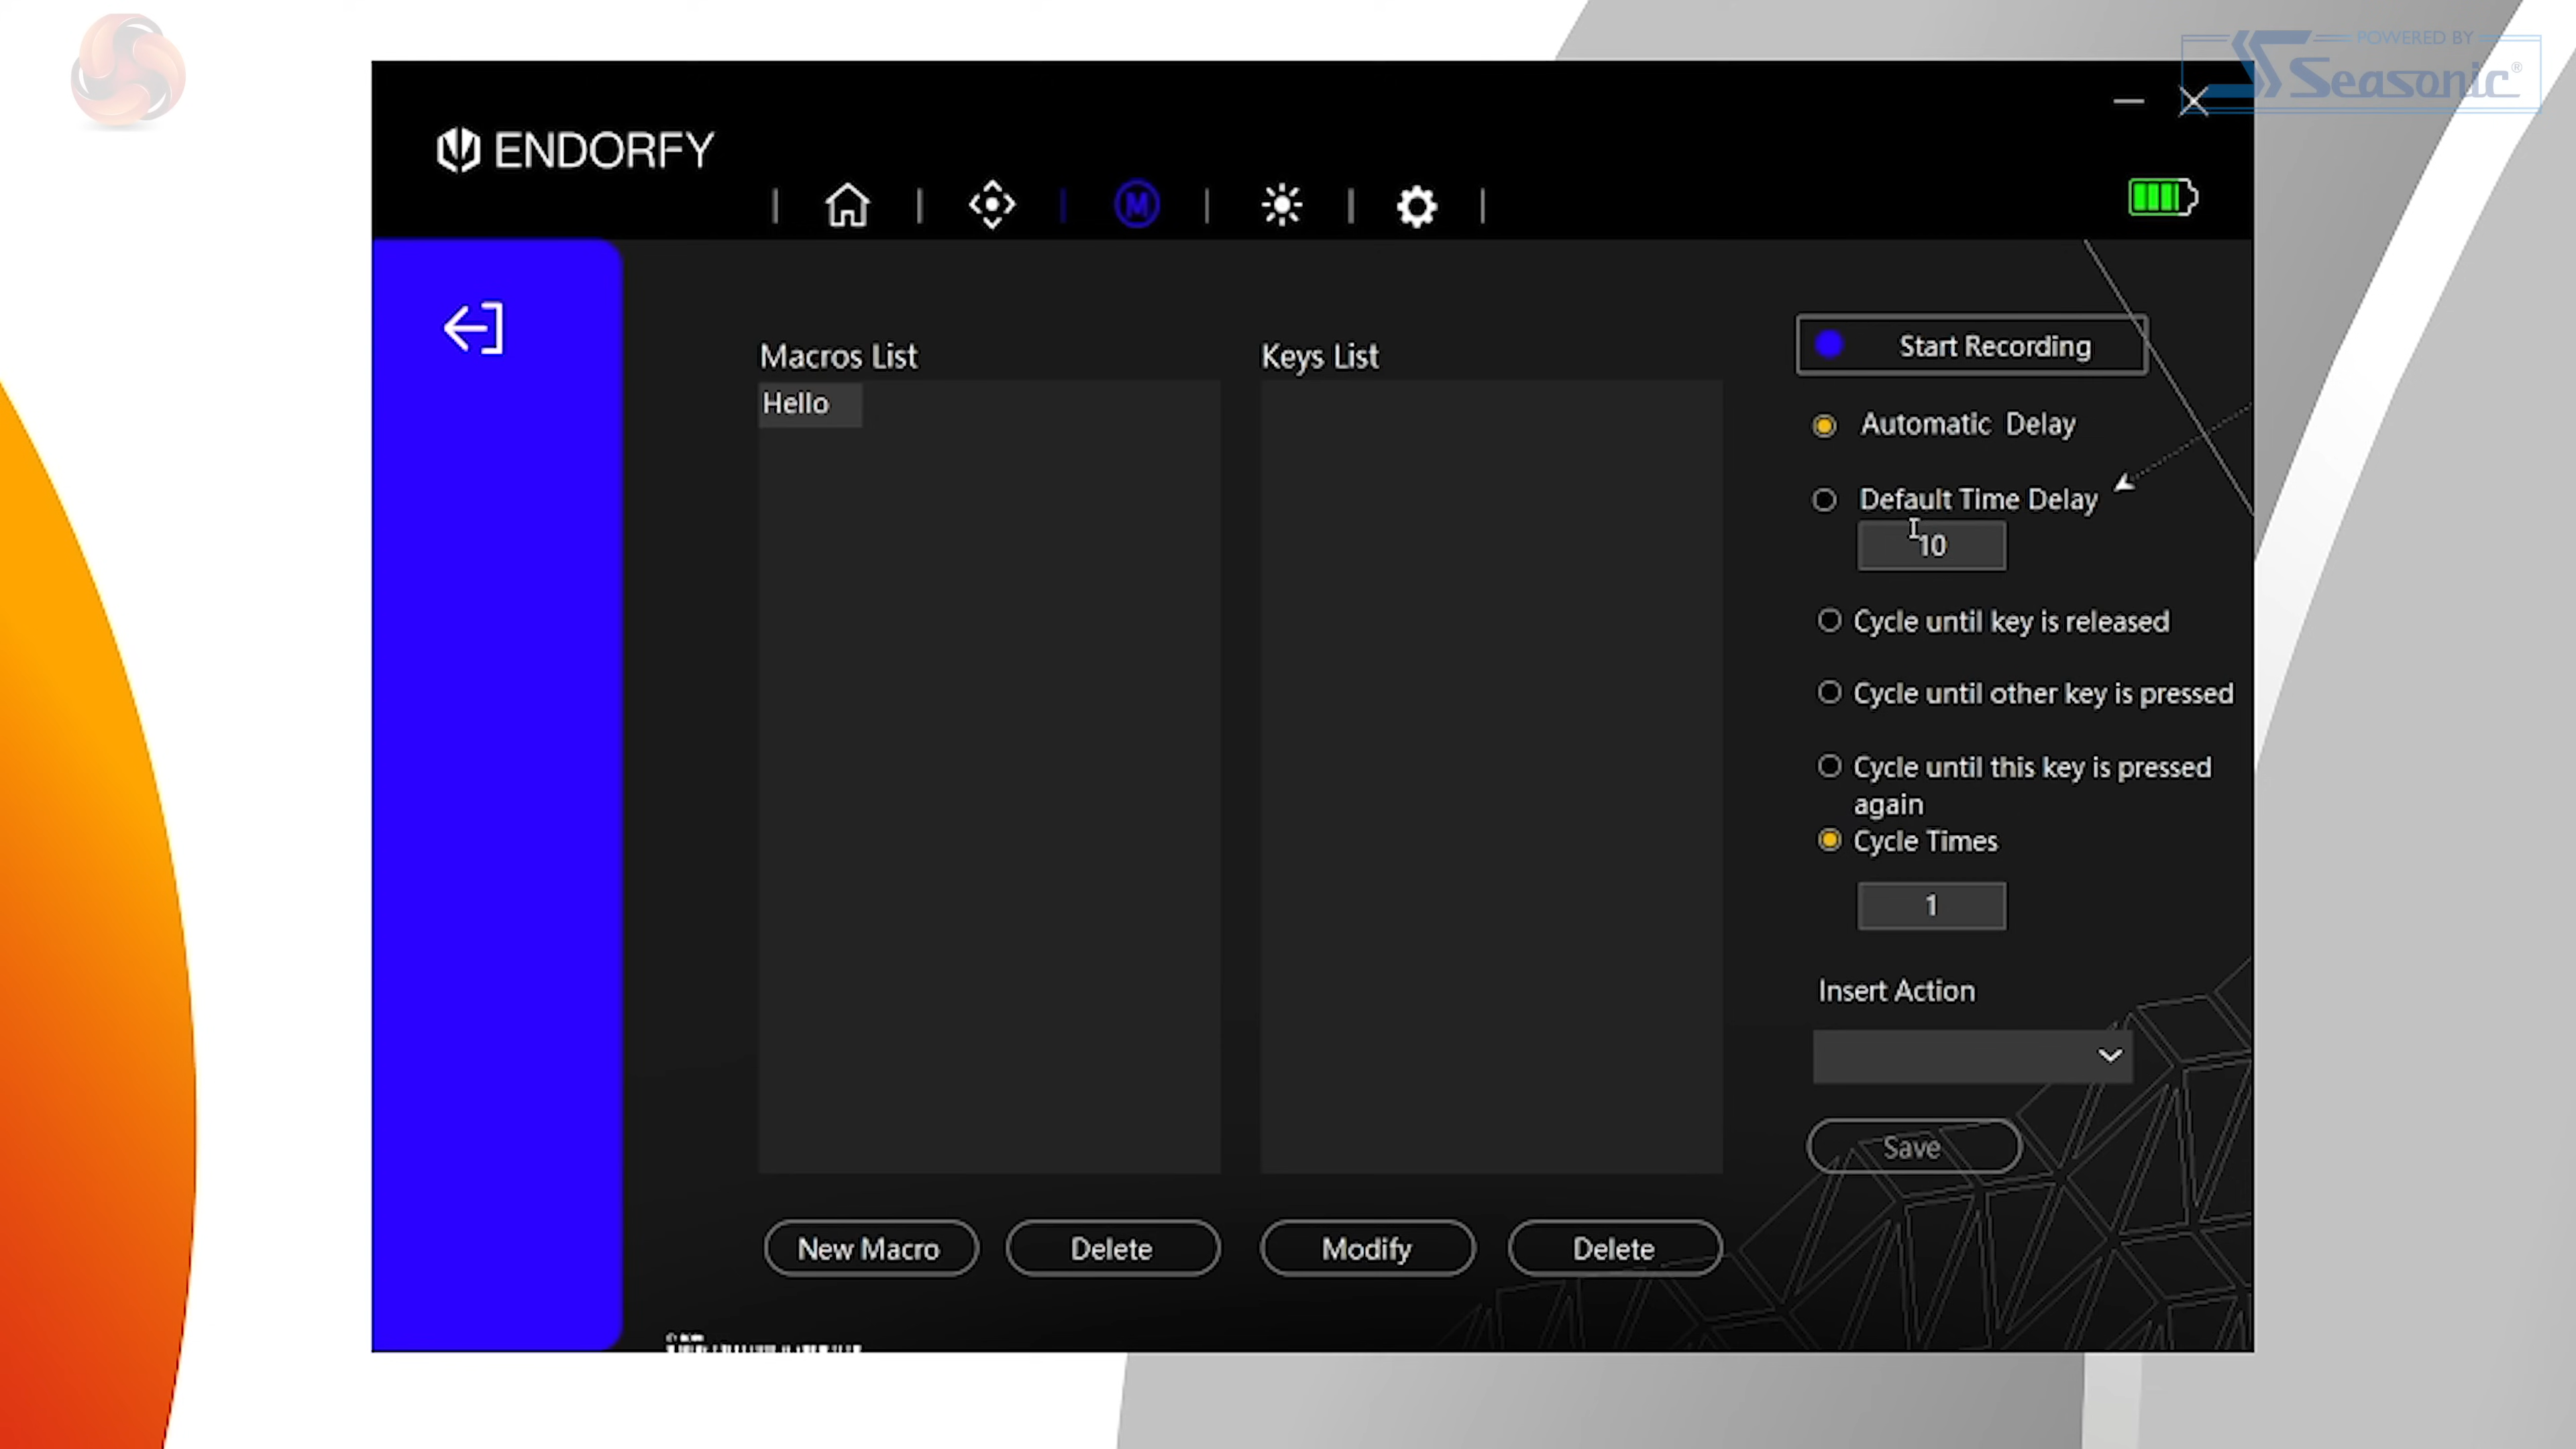 POWERED BY
Seasonic®
ENDORFY
M
Macros List
Keys List
Hello
Start Recording
Automatic Delay
Default Time Delay
10
Cycle until key is released
Cycle until other key is pressed
Cycle until this key is pressed
again
Cycle Times
1
Insert Action
Save
New Macro
Delete
Modify
Delete